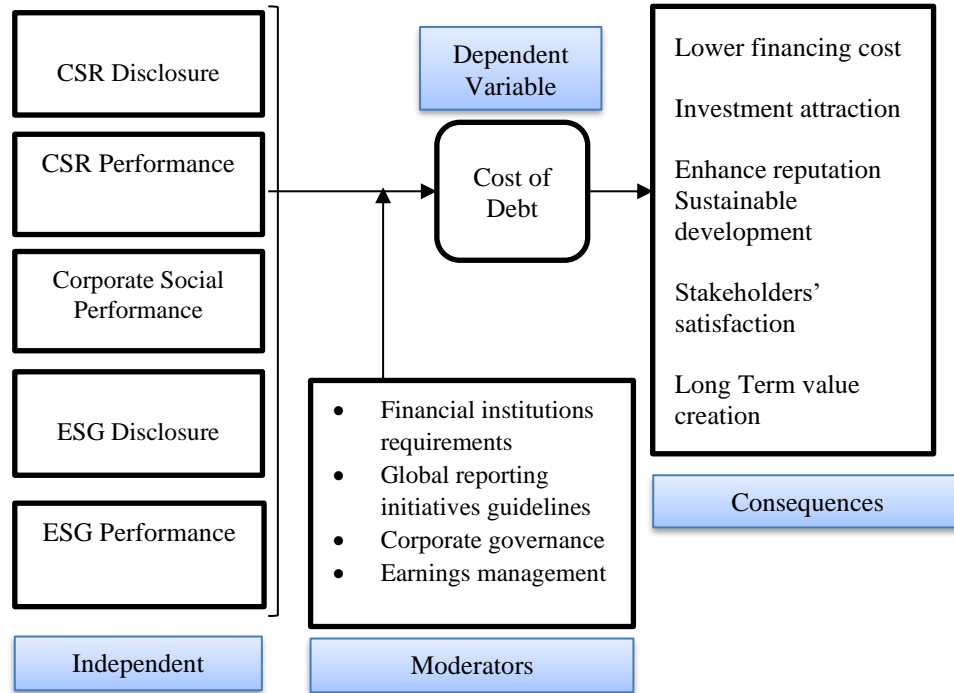 CSR Disclosure
CSR Performance
Corporate Social
Performance
ESG Disclosure
ESG Performance
Independent
Dependent
Variable
Cost of
Debt
• Financial institutions
requirements
• Global reporting
initiatives guidelines
• Corporate governance
• Earnings management
Moderators
Lower financing cost
Investment attraction
Enhance reputation
Sustainable
development
Stakeholders’
satisfaction
Long Term value
creation
Consequences